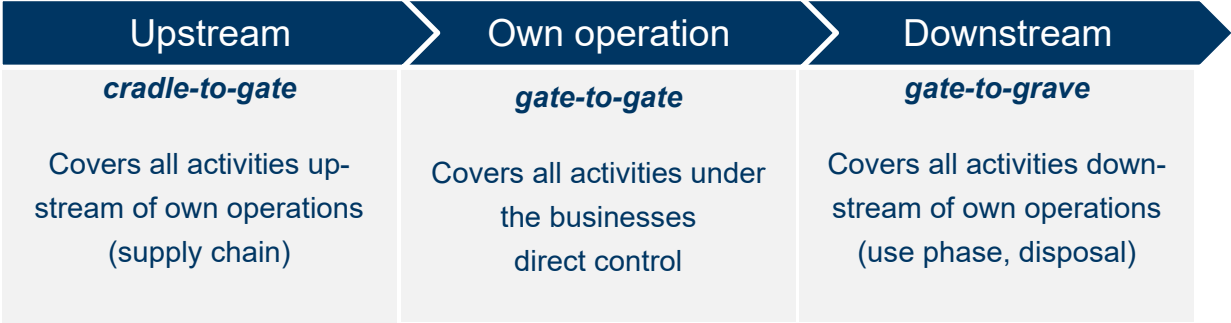 Upstream
Own operation
Downstream
cradle-to-gate
Covers all activities up-
stream of own operations
(supply chain)
gate-to-gate
Covers all activities under
the businesses
direct control
gate-to-grave
Covers all activities down-
stream of own operations
(use phase, disposal)